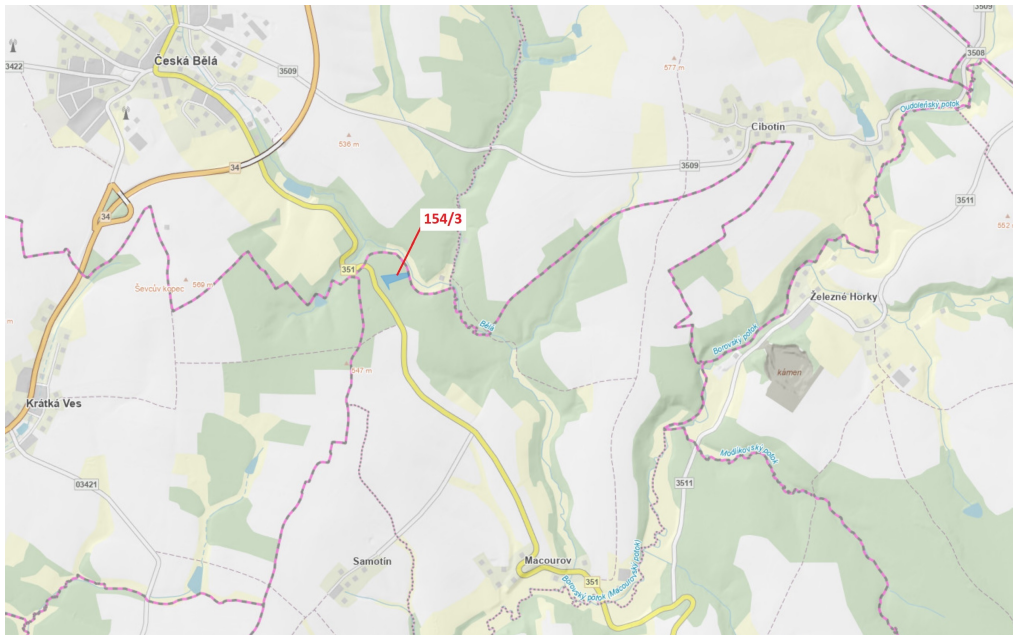 3509
Česká Bělá
3508
3422
3509
577 m
Oudoleňský potok
Cibotín
536 m
34
3509
3511
34
154/3
552 m
351
Ševcův kopec
569 m
Železné Horky
m
Bělá
Borovský potok
547 m
kámen
Krátká Ves
Modlíkovský potok
03421
3511
Samotín
Macourov
351
Borovský potok (Macourovský potok)